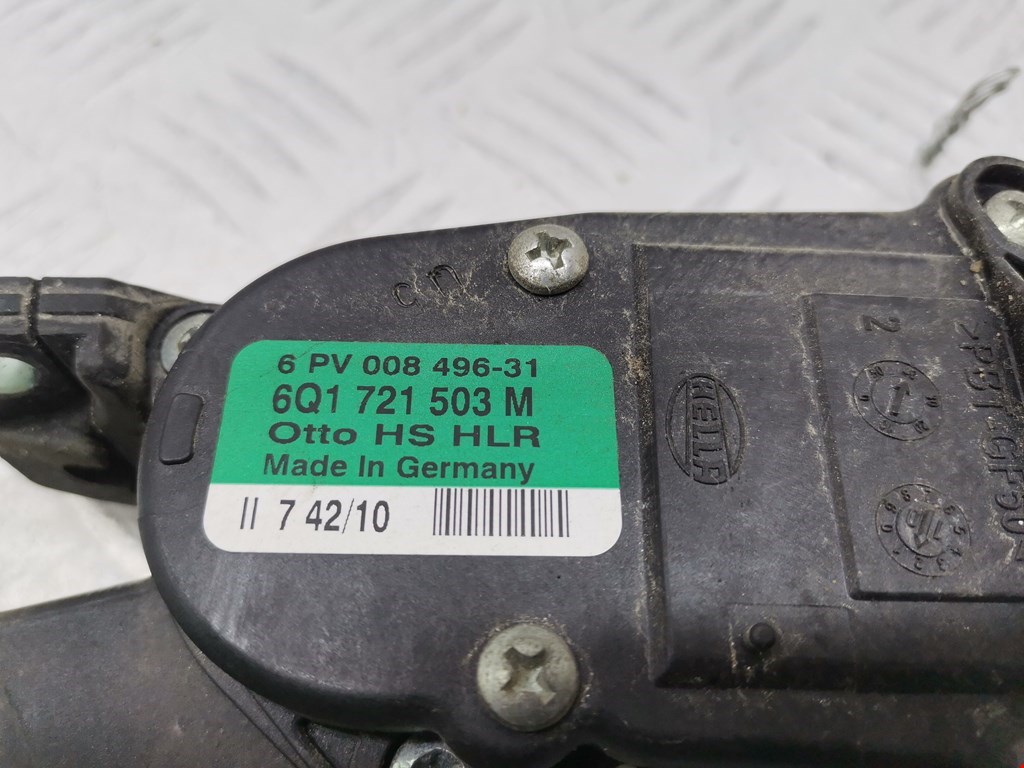 6 PV 008 496-31
6Q1 721 503 M
Otto HS HLR
Made In Germany
II 7 42/10
HELLA
2